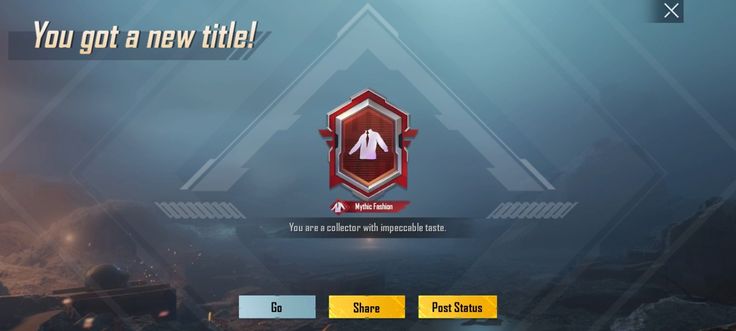 You got a new title!
Mythic Fashion
You are a collector with impeccable taste.
Go
Share
Post Status